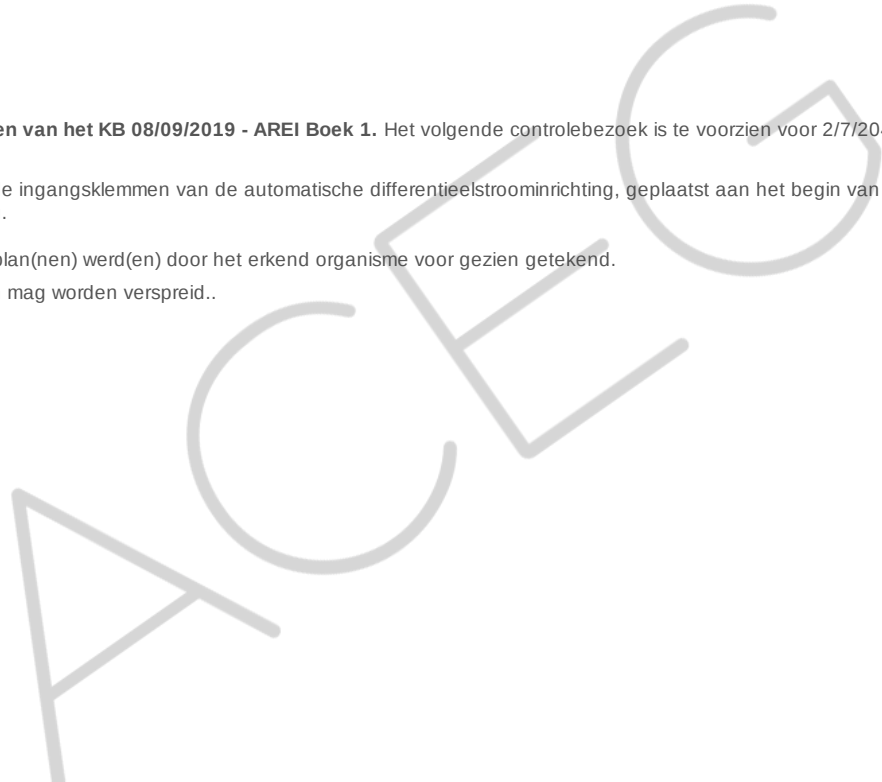 en van het KB 08/09/2019 - AREI Boek 1. Het volgende controlebezoek is te voorzien voor 2/7/20
e ingangsklemmen van de automatische differentieelstroominrichting, geplaatst aan het begin van
.
plan(nen) werd(en) door het erkend organisme voor gezien getekend.
mag worden verspreid..
ACEG